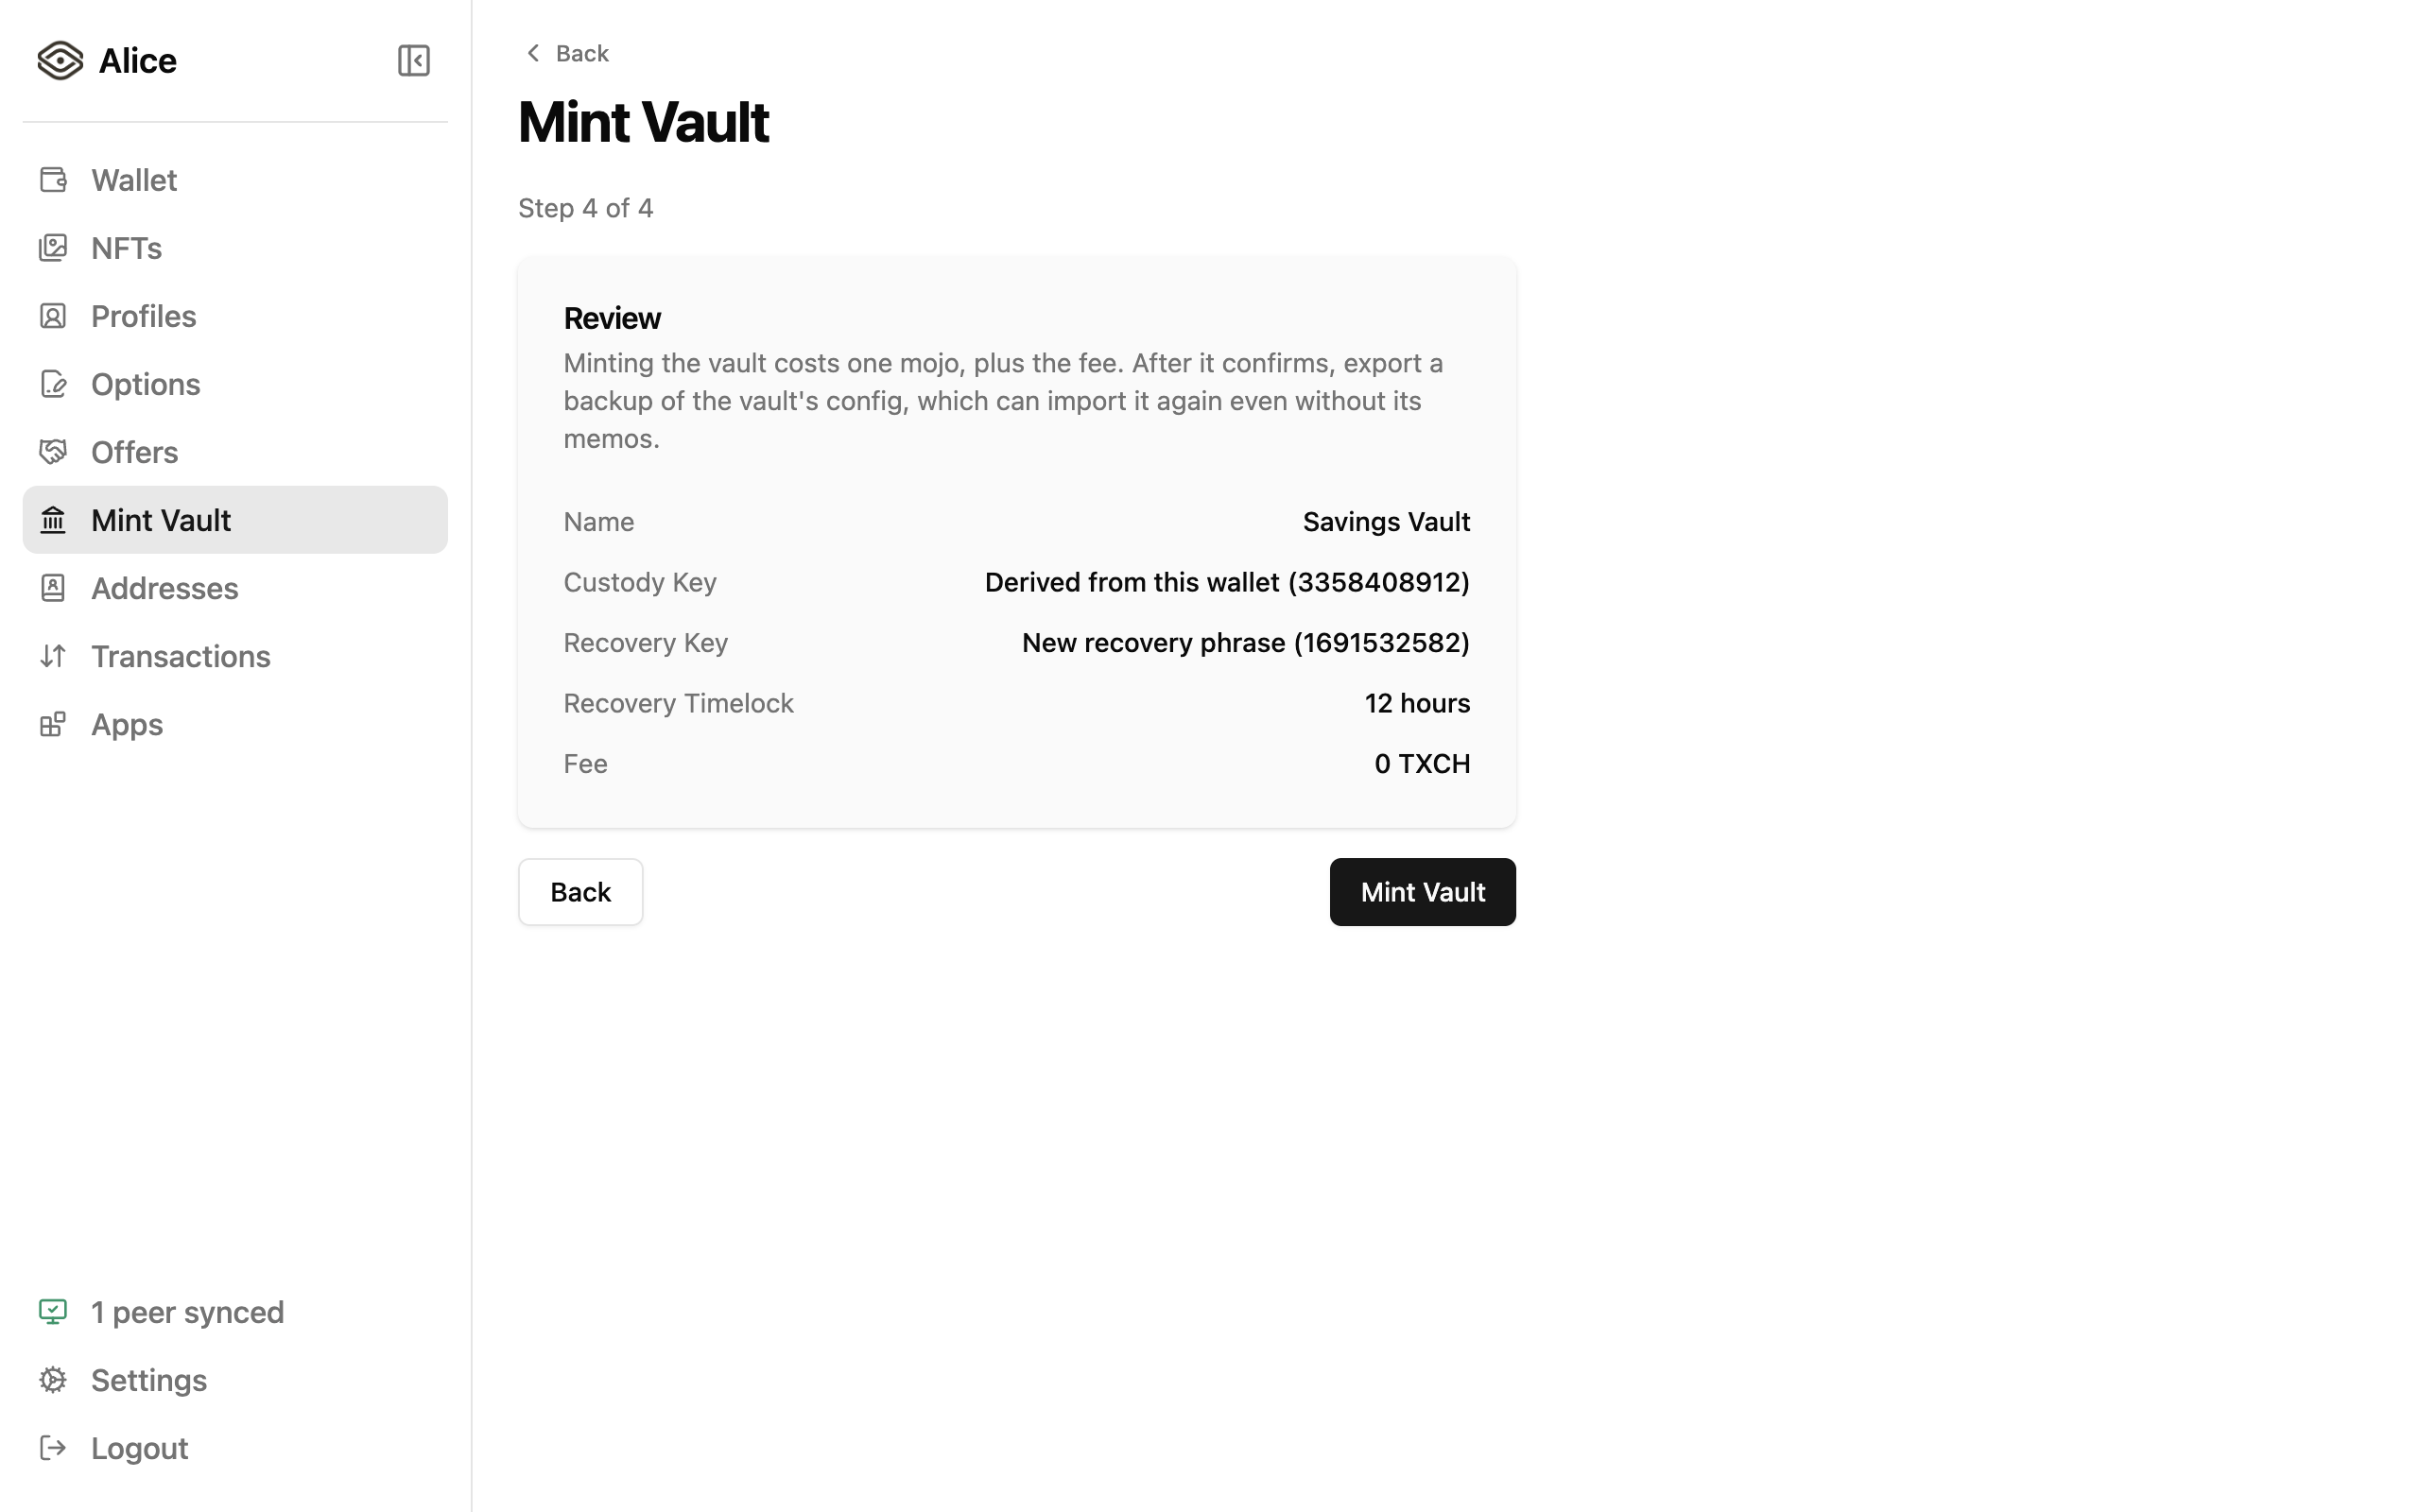 Alice
Wallet
NFTs
Profiles
Options
Offers
Mint Vault
Addresses
Transactions
Apps
1 peer synced
Settings
Logout
Back
Mint Vault
Step 4 of 4
Review
Minting the vault costs one mojo, plus the fee. After it confirms, export a
backup of the vault's config, which can import it again even without its
memos.
Name Savings Vault
Custody Key Derived from this wallet (3358408912)
Recovery Key New recovery phrase (1691532582)
Recovery Timelock 12 hours
Fee 0 TXCH
Back Mint Vault